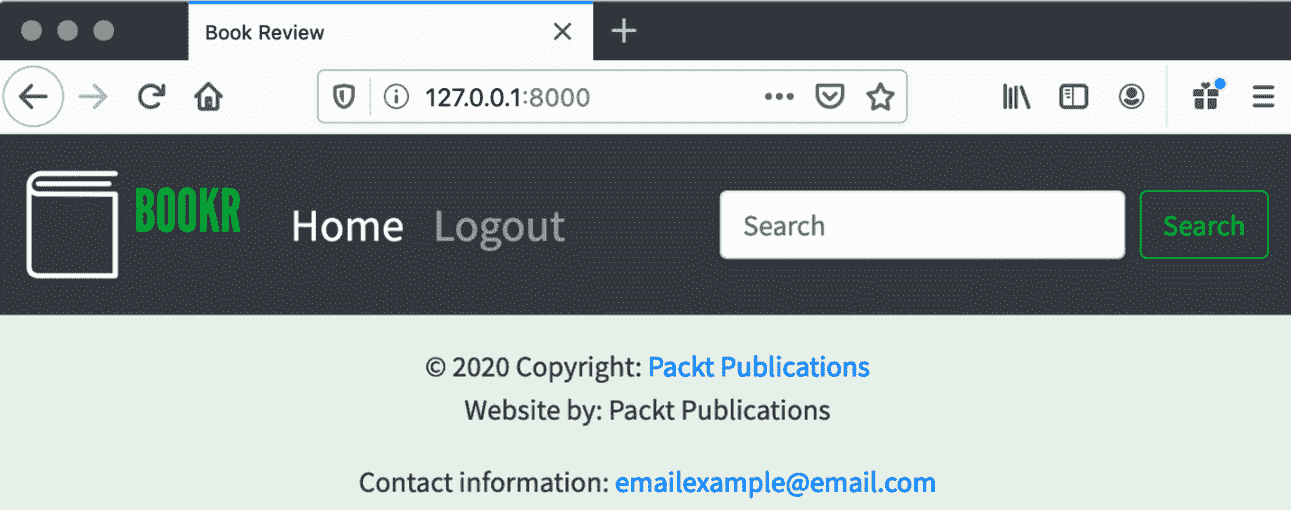 Book Review
127.0.0.1:8000
BOOKR Home Logout Search Search
© 2020 Copyright: Packt Publications
Website by: Packt Publications
Contact information: emailexample@email.com